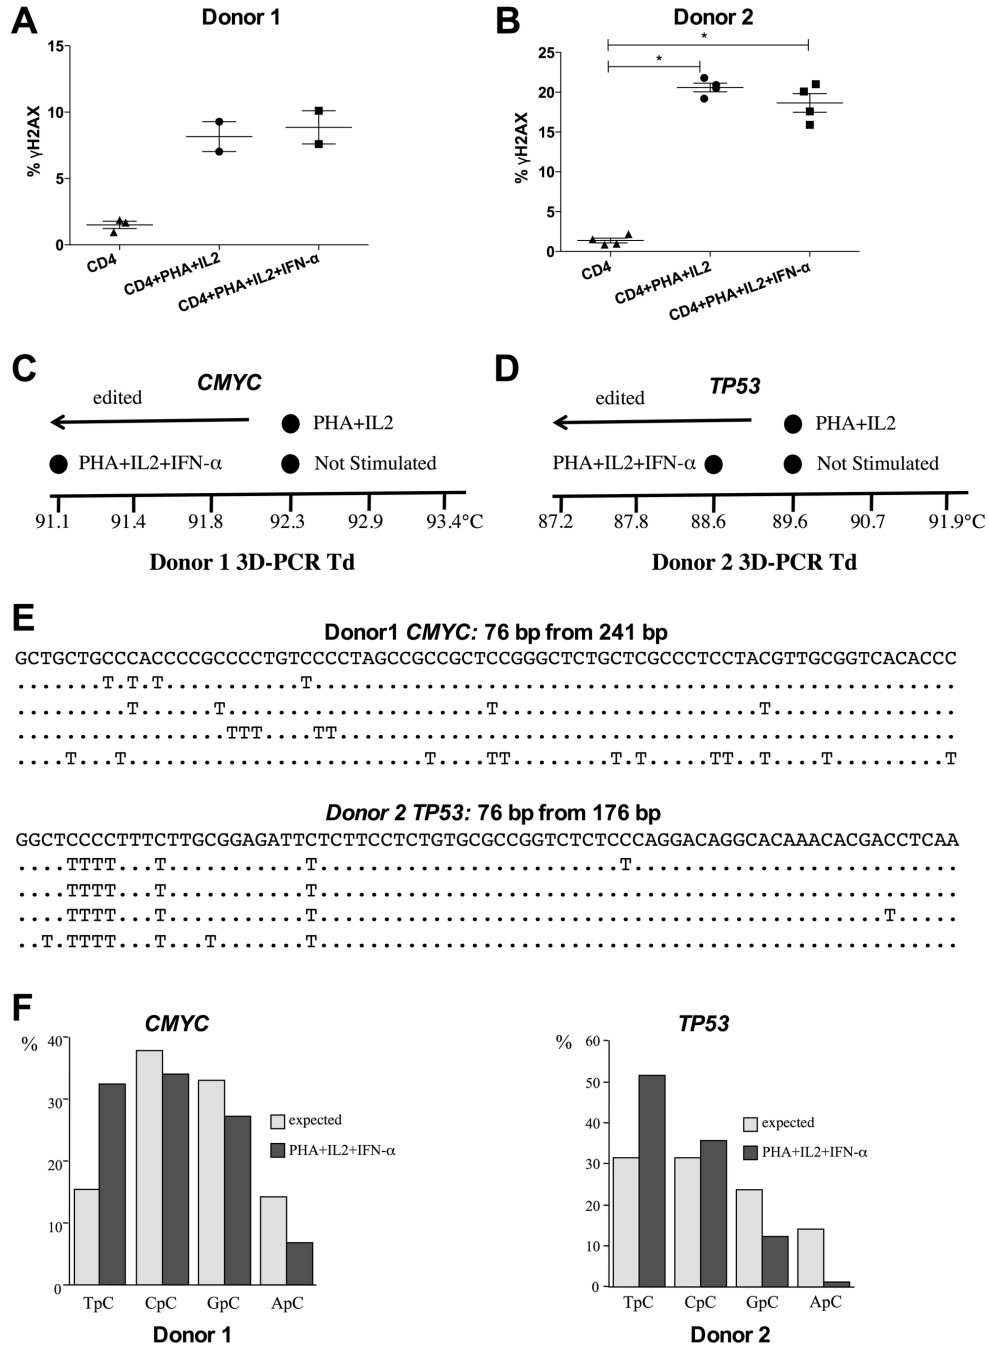 A
Donor 1
15
10
5
0
% γH2AX
CD4
CD4+PHA+IL2
CD4+PHA+IL2+IFN-α
B
Donor 2
*
*
25
20
15
10
5
0
% γH2AX
CD4
CD4+PHA+IL2
CD4+PHA+IL2+IFN-α
C
CMYC
edited
PHA+IL2
PHA+IL2+IFN-α
Not Stimulated
91.1 91.4 91.8 92.3 92.9 93.4°C
Donor 1 3D-PCR Td
D
TP53
edited
PHA+IL2
PHA+IL2+IFN-α
Not Stimulated
87.2 87.8 88.6 89.6 90.7 91.9°C
Donor 2 3D-PCR Td
E
Donor1 CMYC: 76 bp from 241 bp
GCTGCTGCCCACCCCGCCCCTGTCCCCTAGCCGCCGCTCCGGGCTCTGCTCGCCCTCCTACGTTGCGGTCACACCC
.......T.T.T...........T....................................................
.........T......T.....................T.....................T...............
.................TTT....TT..................................................
....T...T........................T....TT........T.T.....TT..T....T.........T
Donor 2 TP53: 76 bp from 176 bp
GGCTCCCCTTTCTTGCGGAGATTCTCTTCCTCTGTGCGCCGGTCTCTCCCAGGACAGGCACAAACACGACCTCAA
....TTTT...T...........T.........................T..........................
....TTTT...T...........T....................................................
....TTTT...T...........T..............................................T.....
..T.TTTT...T...T.......T....................................................
F
CMYC
%
40
30
20
10
0
expected
PHA+IL2+IFN-α
TpC CpC GpC ApC
Donor 1
TP53
%
60
50
40
30
20
10
0
expected
PHA+IL2+IFN-α
TpC CpC GpC ApC
Donor 2